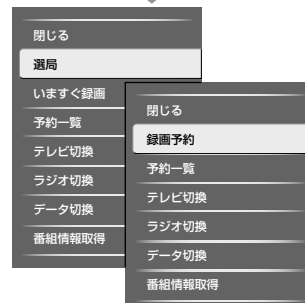 閉じる
選局
いますぐ録画
予約一覧
テレビ切換
ラジオ切換
データ切換
番組情報取得
閉じる
録画予約
予約一覧
テレビ切換
ラジオ切換
データ切換
番組情報取得